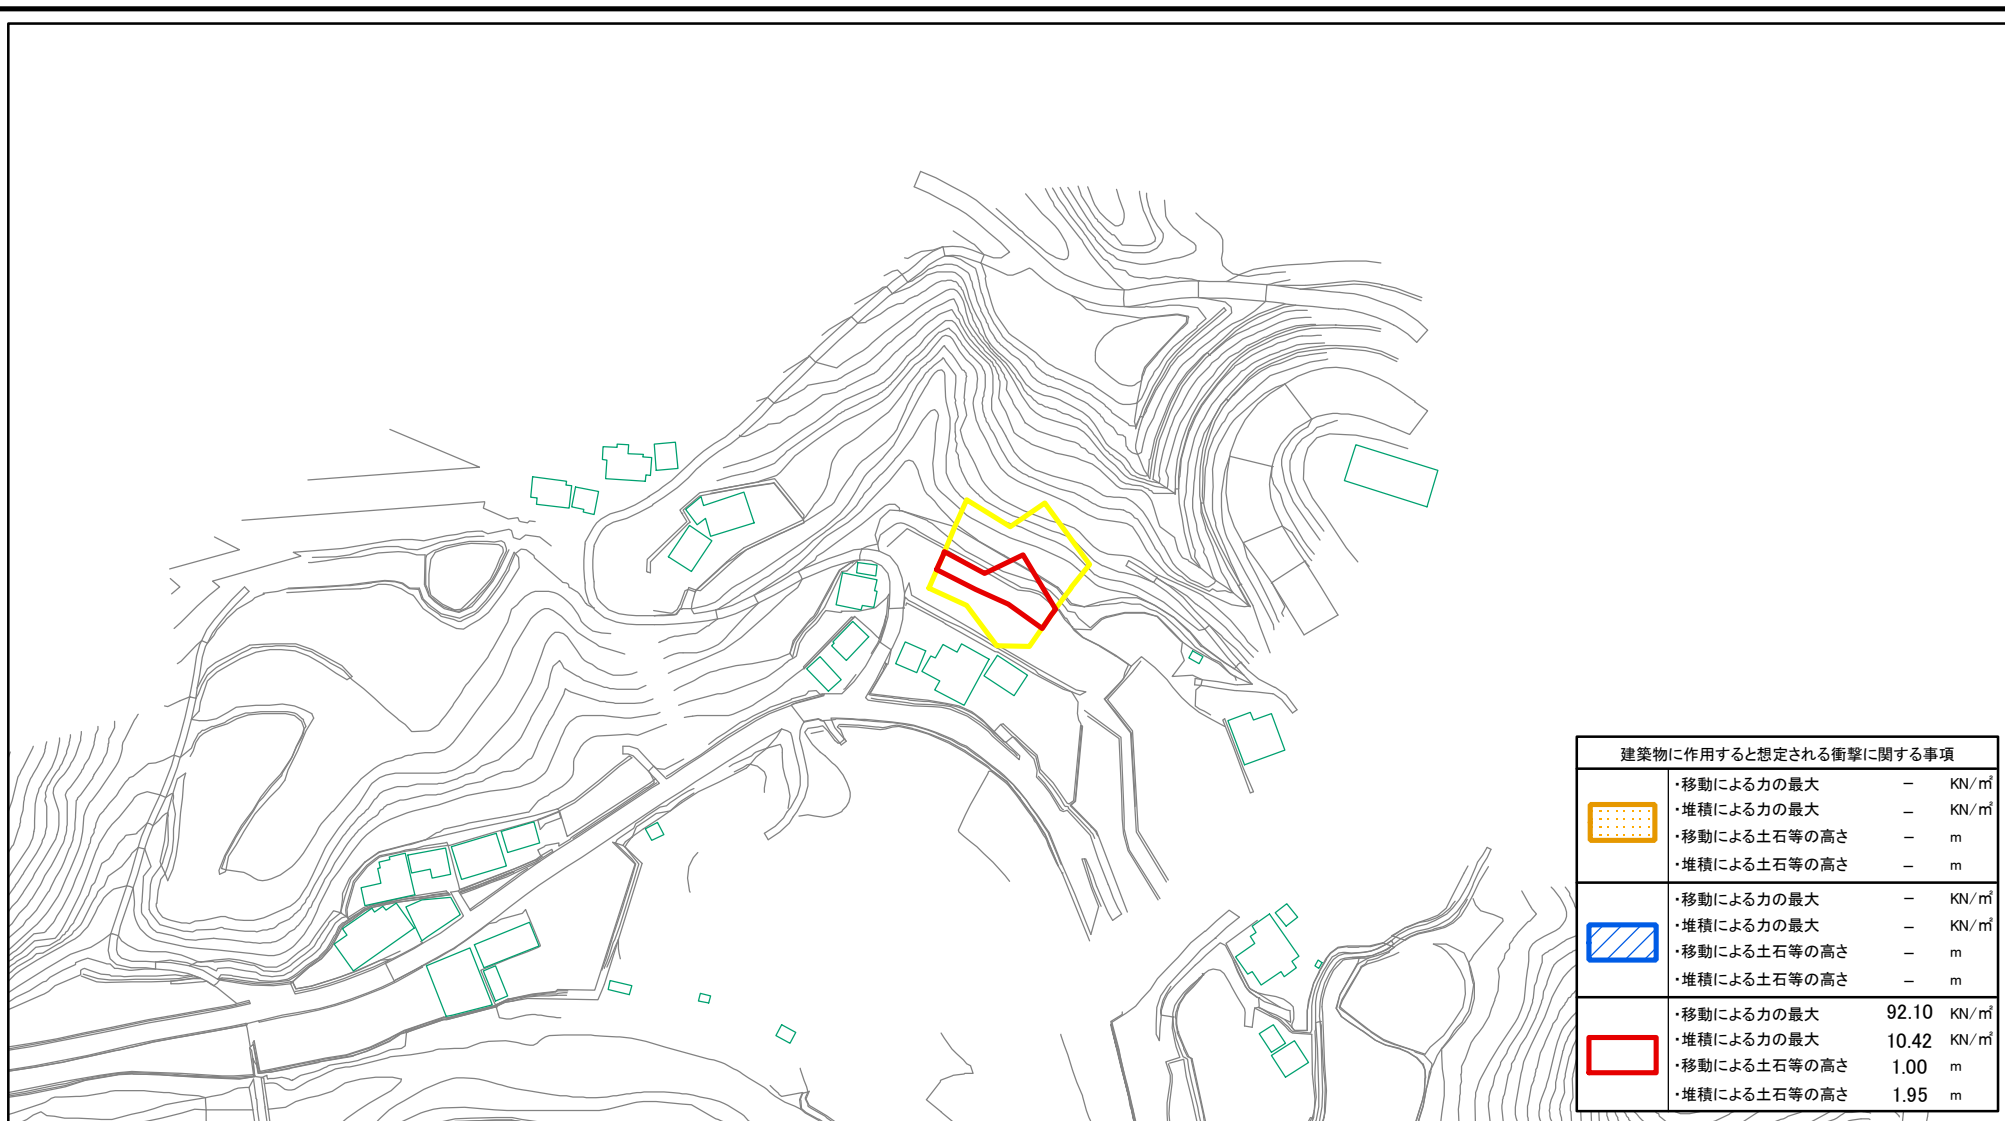 建築物に作用すると想定される衝撃に関する事項
・移動による力の最大 － KN/㎡
・堆積による力の最大 － KN/㎡
・移動による土石等の高さ － m
・堆積による土石等の高さ － m
・移動による力の最大 － KN/㎡
・堆積による力の最大 － KN/㎡
・移動による土石等の高さ － m
・堆積による土石等の高さ － m
・移動による力の最大 92.10 KN/㎡
・堆積による力の最大 10.42 KN/㎡
・移動による土石等の高さ 1.00 m
・堆積による土石等の高さ 1.95 m